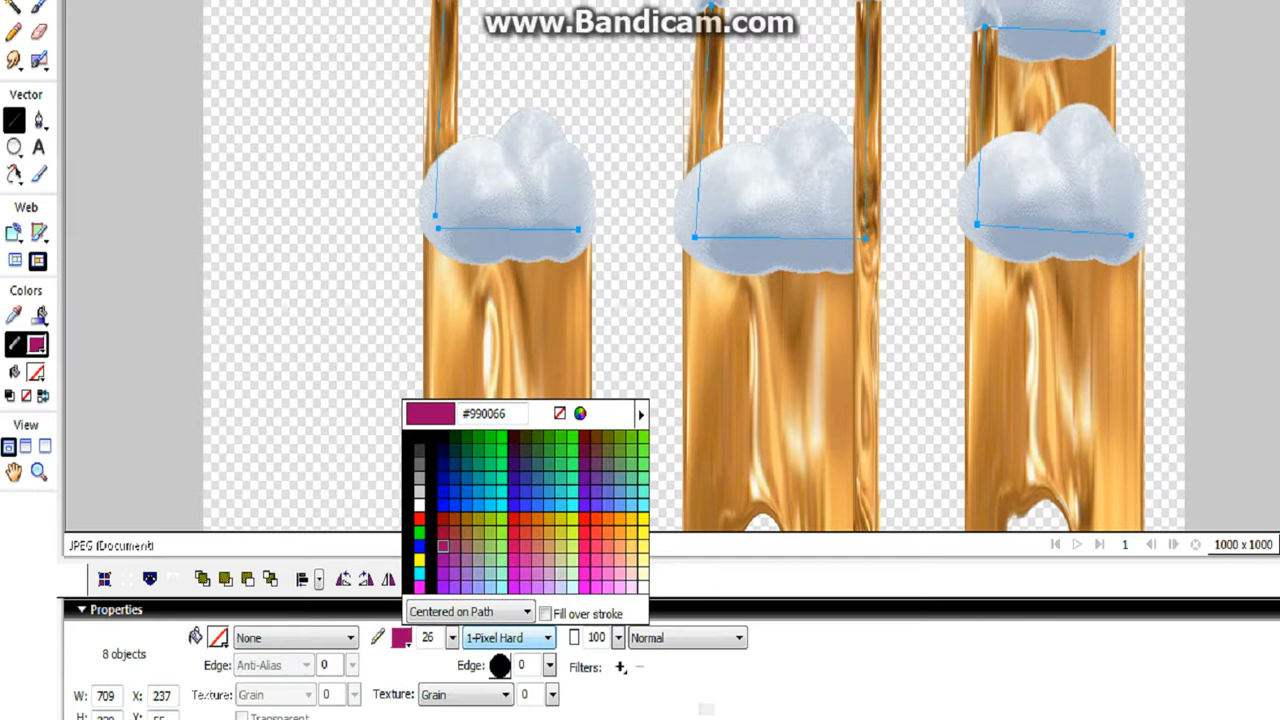 www.Bandicam.com
Vector
A
Web
Colors
View
#990066
JPEG (Document)
1
1000 x 1000
Centered on Path
Fill over stroke
Properties
8 objects
None
26
1-Pixel Hard
100
Normal
Edge: Anti-Alias 0
Edge: 0
Filters:
W: 709 X: 237
Texture: Grain 0
Texture: Grain 0
Transparent